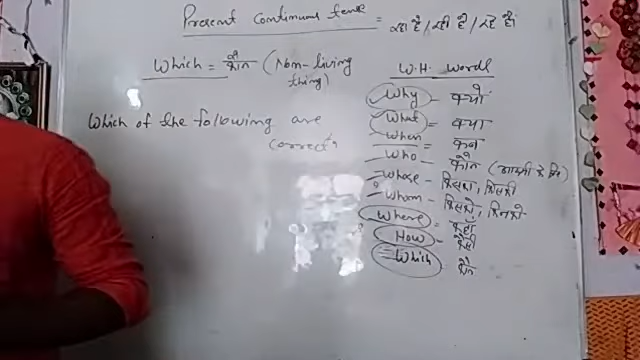 Present Continuous tense = रहा है / रही है / रहे हैं
Which = कौन (Non-living thing)
Which of the following are correct
W.H. Words
Why - क्यों
What = क्या
When = कब
Who - कौन
Whose - किसका, किसकी
Whom - किसको, किनको
Where = कहाँ
How - कैसे
Which - कौन